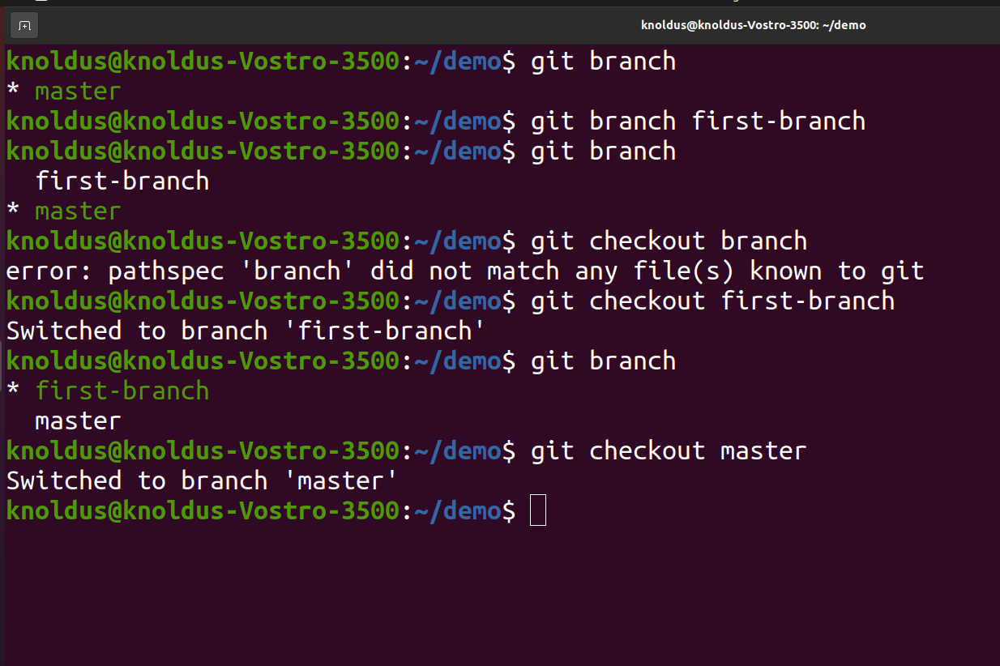 knoldus@knoldus-Vostro-3500: ~/demo
knoldus@knoldus-Vostro-3500:~/demo$ git branch
* master
knoldus@knoldus-Vostro-3500:~/demo$ git branch first-branch
knoldus@knoldus-Vostro-3500:~/demo$ git branch
  first-branch
* master
knoldus@knoldus-Vostro-3500:~/demo$ git checkout branch
error: pathspec 'branch' did not match any file(s) known to git
knoldus@knoldus-Vostro-3500:~/demo$ git checkout first-branch
Switched to branch 'first-branch'
knoldus@knoldus-Vostro-3500:~/demo$ git branch
* first-branch
  master
knoldus@knoldus-Vostro-3500:~/demo$ git checkout master
Switched to branch 'master'
knoldus@knoldus-Vostro-3500:~/demo$